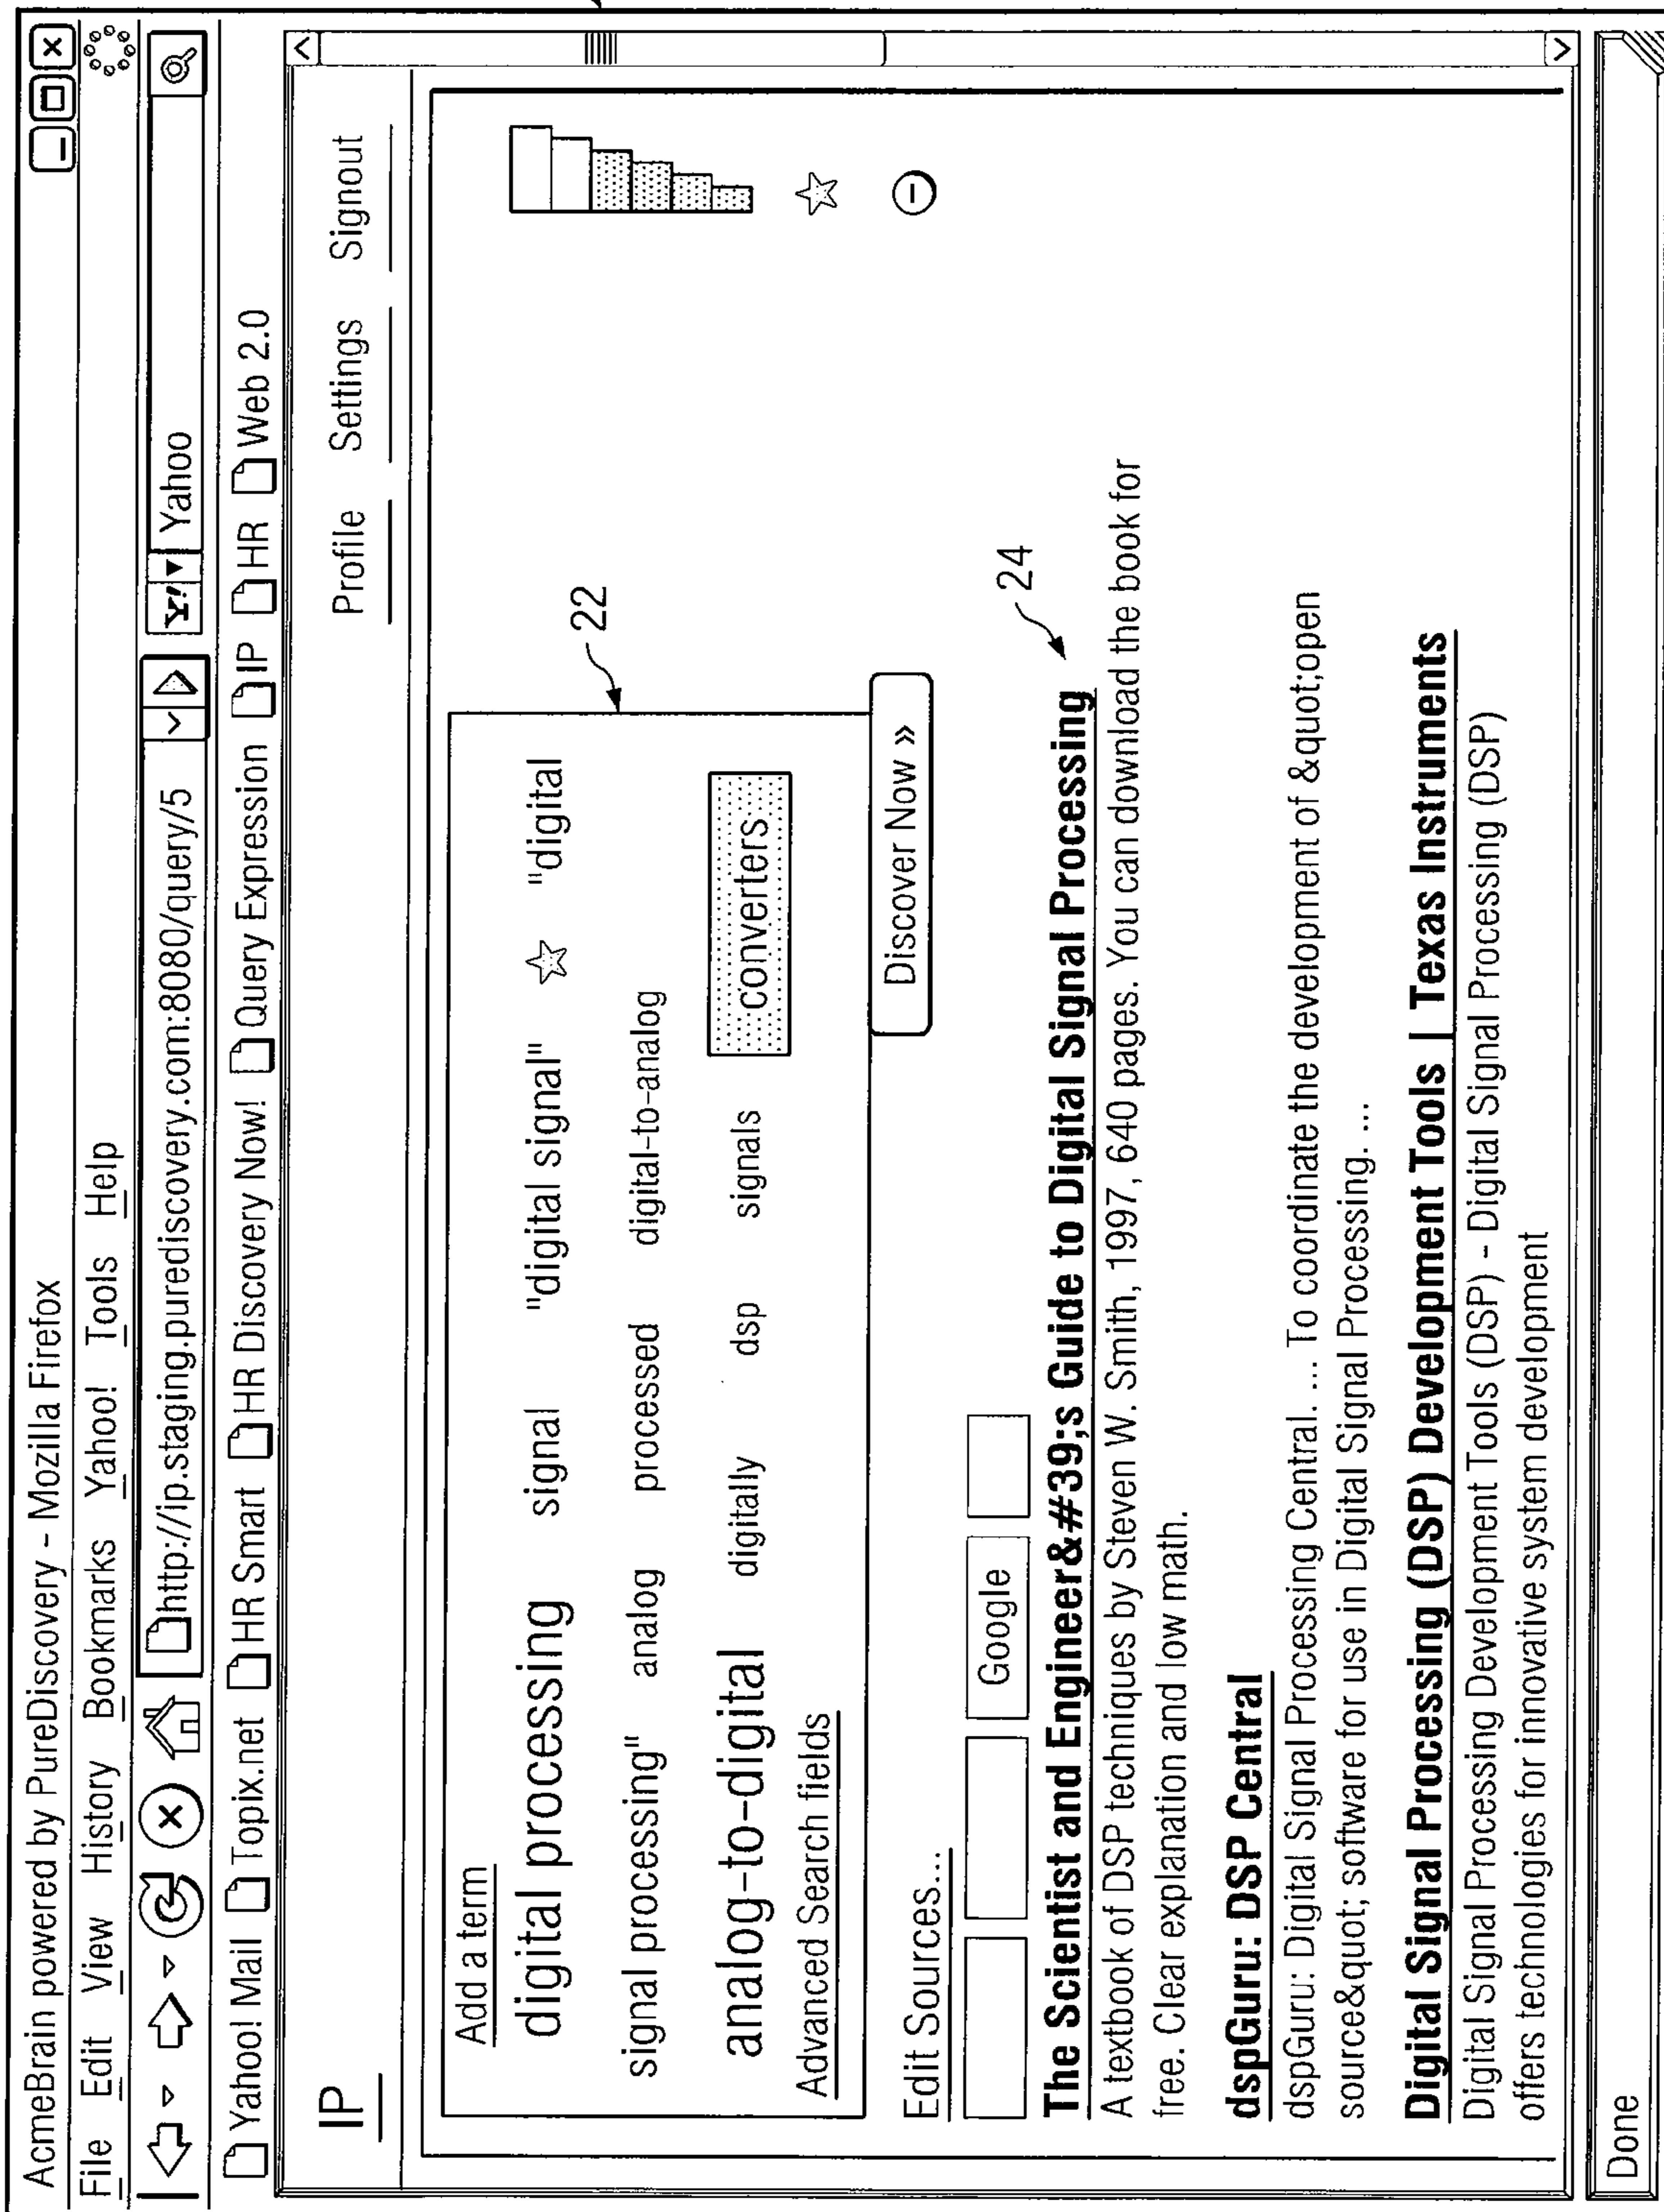 AcmeBrain powered by PureDiscovery - Mozilla Firefox
File Edit View History Bookmarks Yahoo! Tools Help
http://ip.staging.purediscovery.com:8080/query/5 Y! Yahoo
Yahoo! Mail Topix.net HR Smart HR Discovery Now! Query Expression IP HR Web 2.0
IP Profile Settings Signout
Add a term
digital processing signal "digital signal" "digital
signal processing" analog processed digital-to-analog
analog-to-digital digitally dsp signals converters
Advanced Search fields
22
Discover Now »
Edit Sources...
Google
24
The Scientist and Engineer&#39;s Guide to Digital Signal Processing
A textbook of DSP techniques by Steven W. Smith, 1997, 640 pages. You can download the book for
free. Clear explanation and low math.
dspGuru: DSP Central
dspGuru: Digital Signal Processing Central. ... To coordinate the development of &quot;open
source&quot; software for use in Digital Signal Processing. ...
Digital Signal Processing (DSP) Development Tools | Texas Instruments
Digital Signal Processing Development Tools (DSP) - Digital Signal Processing (DSP)
offers technologies for innovative system development
Done